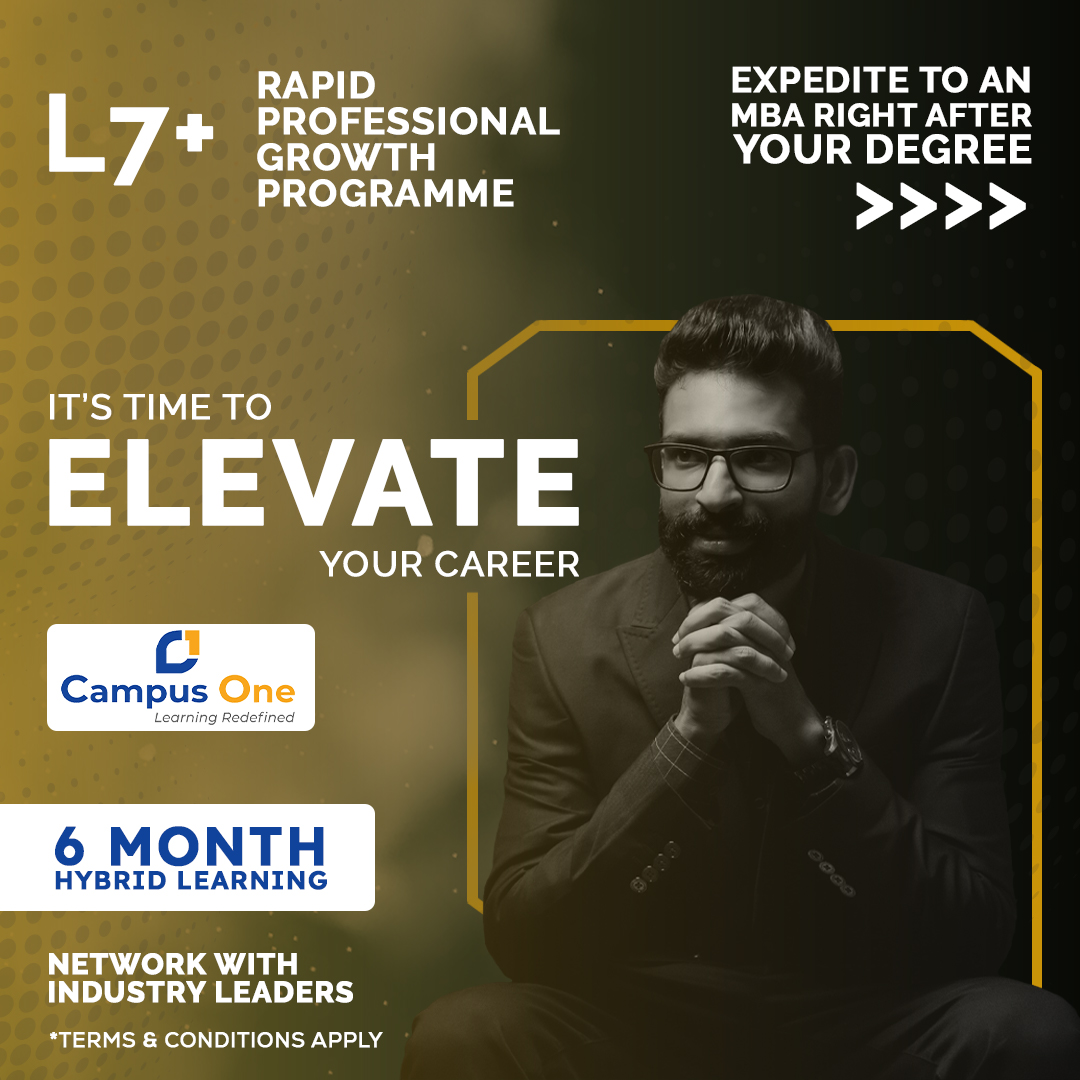 L7+
RAPID
PROFESSIONAL
GROWTH
PROGRAMME
EXPEDITE TO AN
MBA RIGHT AFTER
YOUR DEGREE
>>>>
IT'S TIME TO
ELEVATE
YOUR CAREER
Campus One
Learning Redefined
6 MONTH
HYBRID LEARNING
NETWORK WITH
INDUSTRY LEADERS
*TERMS & CONDITIONS APPLY